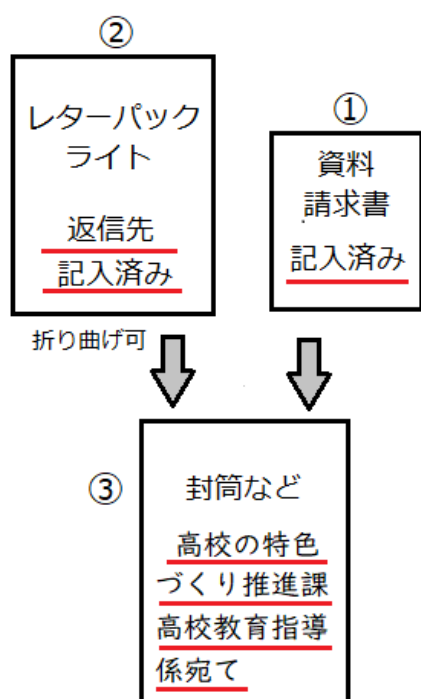 ②
レターパック
ライト
返信先
記入済み
折り曲げ可
①
資料
請求書
記入済み
③
封筒など
高校の特色
づくり推進課
高校教育指導
係宛て